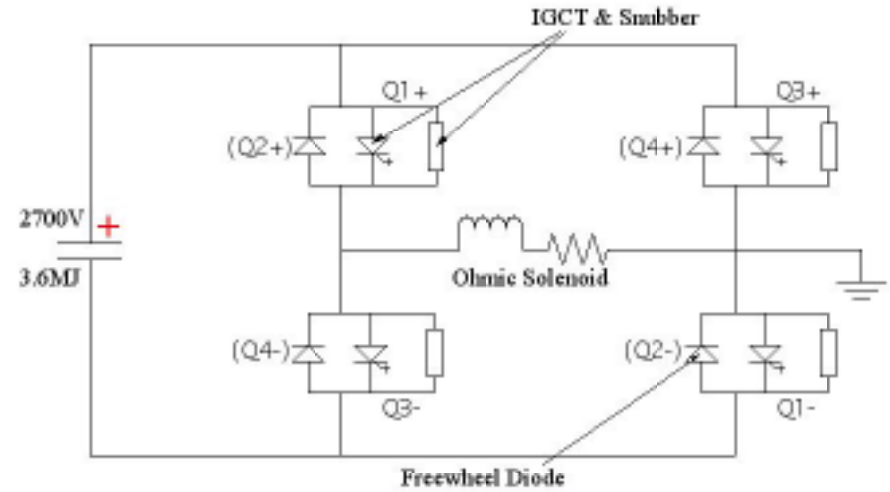 IGCT & Snubber
Q1+
Q3+
(Q2+)
(Q4+)
2700V +
3.6MJ
Ohmic Solenoid
(Q4-)
(Q2-)
Q3-
Q1-
Freewheel Diode